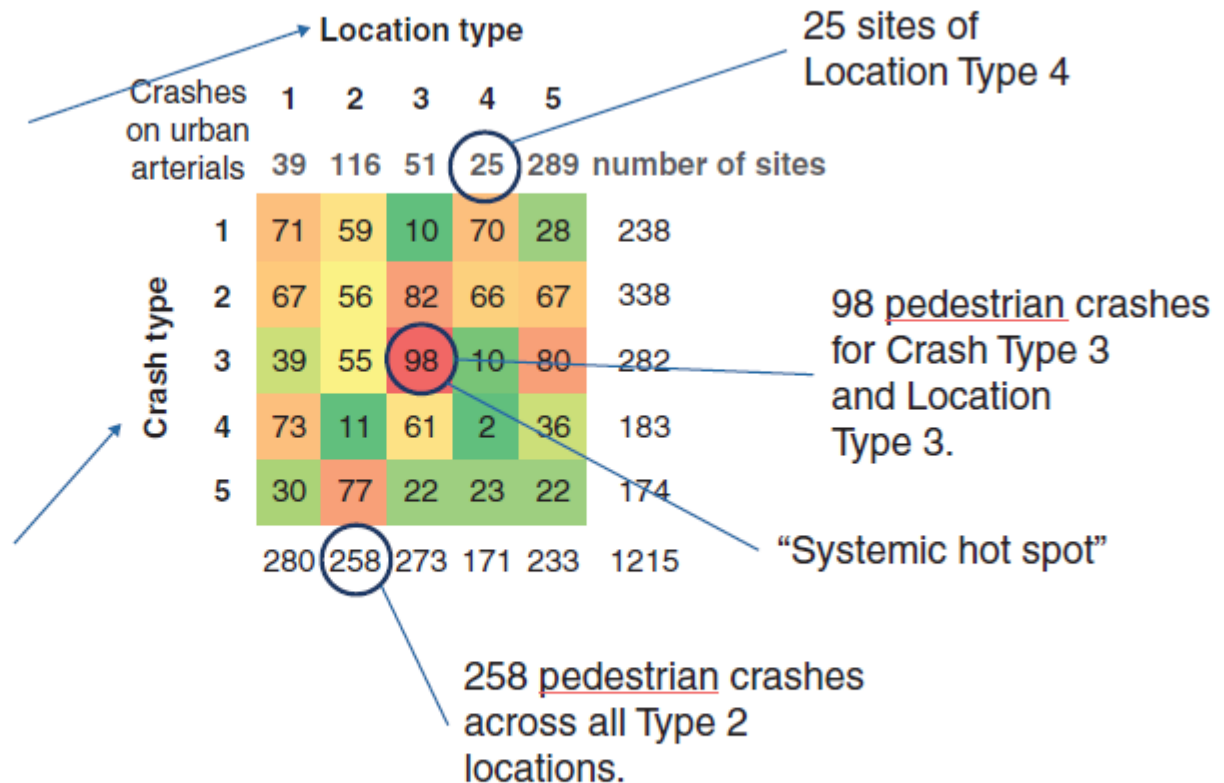 Location type
25 sites of
Location Type 4
Crashes
on urban
arterials
1 2 3 4 5
39 116 51 25 289 number of sites
Crash type
1 71 59 10 70 28 238
2 67 56 82 66 67 338
3 39 55 98 10 80 282
4 73 11 61 2 36 183
5 30 77 22 23 22 174
280 258 273 171 233 1215
98 pedestrian crashes
for Crash Type 3
and Location
Type 3.
“Systemic hot spot”
258 pedestrian crashes
across all Type 2
locations.